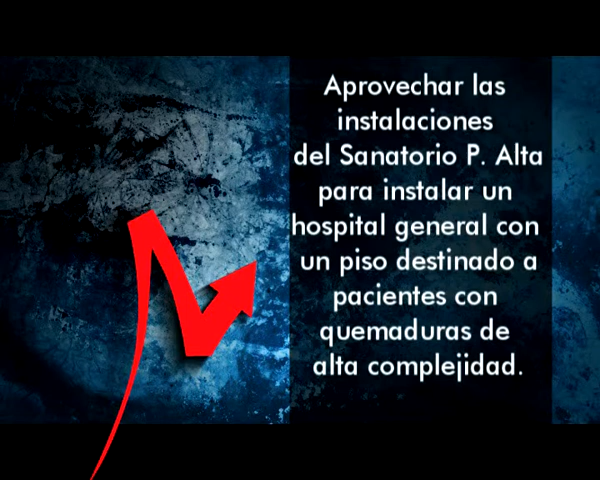 Aprovechar las
instalaciones
del Sanatorio P. Alta
para instalar un
hospital general con
un piso destinado a
pacientes con
quemaduras de
alta complejidad.